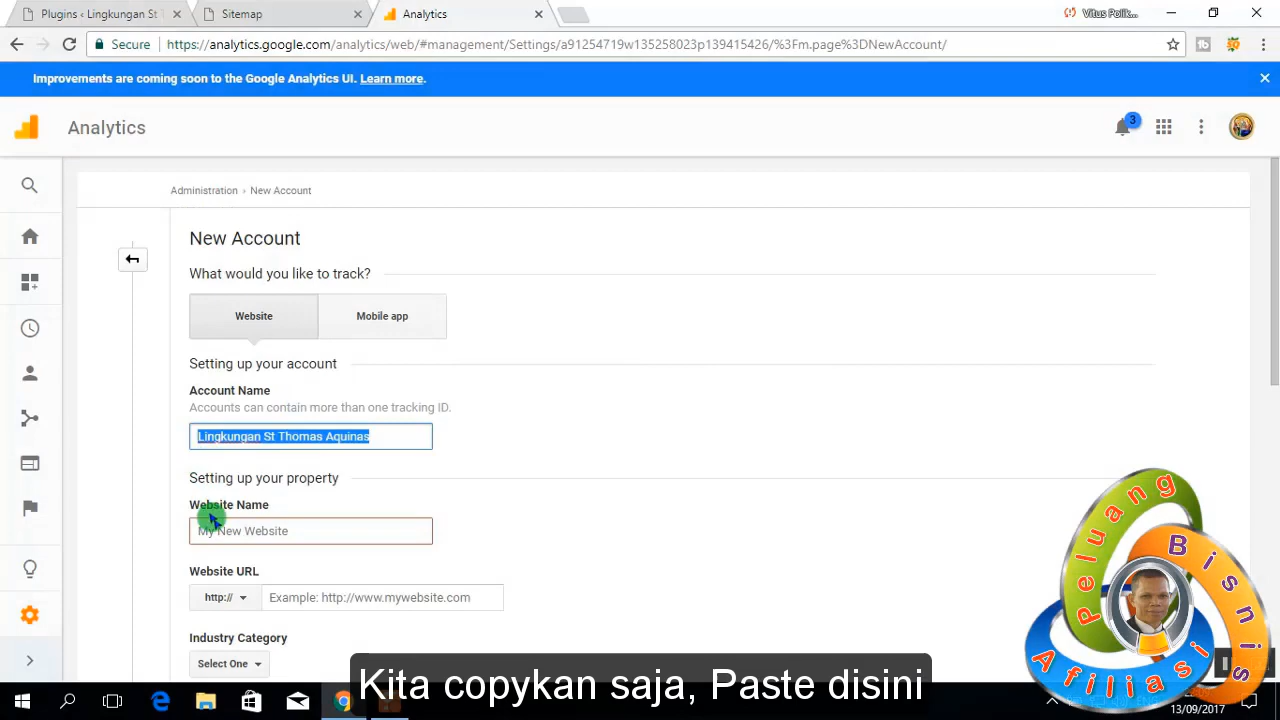 Plugins ‹ Lingkungan St T
Sitemap
Analytics
Vitus Polik...
Secure
https://analytics.google.com/analytics/web/#management/Settings/a91254719w135258023p139415426/%3Fm.page%3DNewAccount/
Improvements are coming soon to the Google Analytics UI. Learn more.
Analytics
3
Administration › New Account
New Account
What would you like to track?
Website
Mobile app
Setting up your account
Account Name
Accounts can contain more than one tracking ID.
Lingkungan St Thomas Aquinas
Setting up your property
Website Name
My New Website
Website URL
http://
Example: http://www.mywebsite.com
Industry Category
Select One
Kita copykan saja, Paste disini
Peluang
Bisnis
Afiliasi
13/09/2017